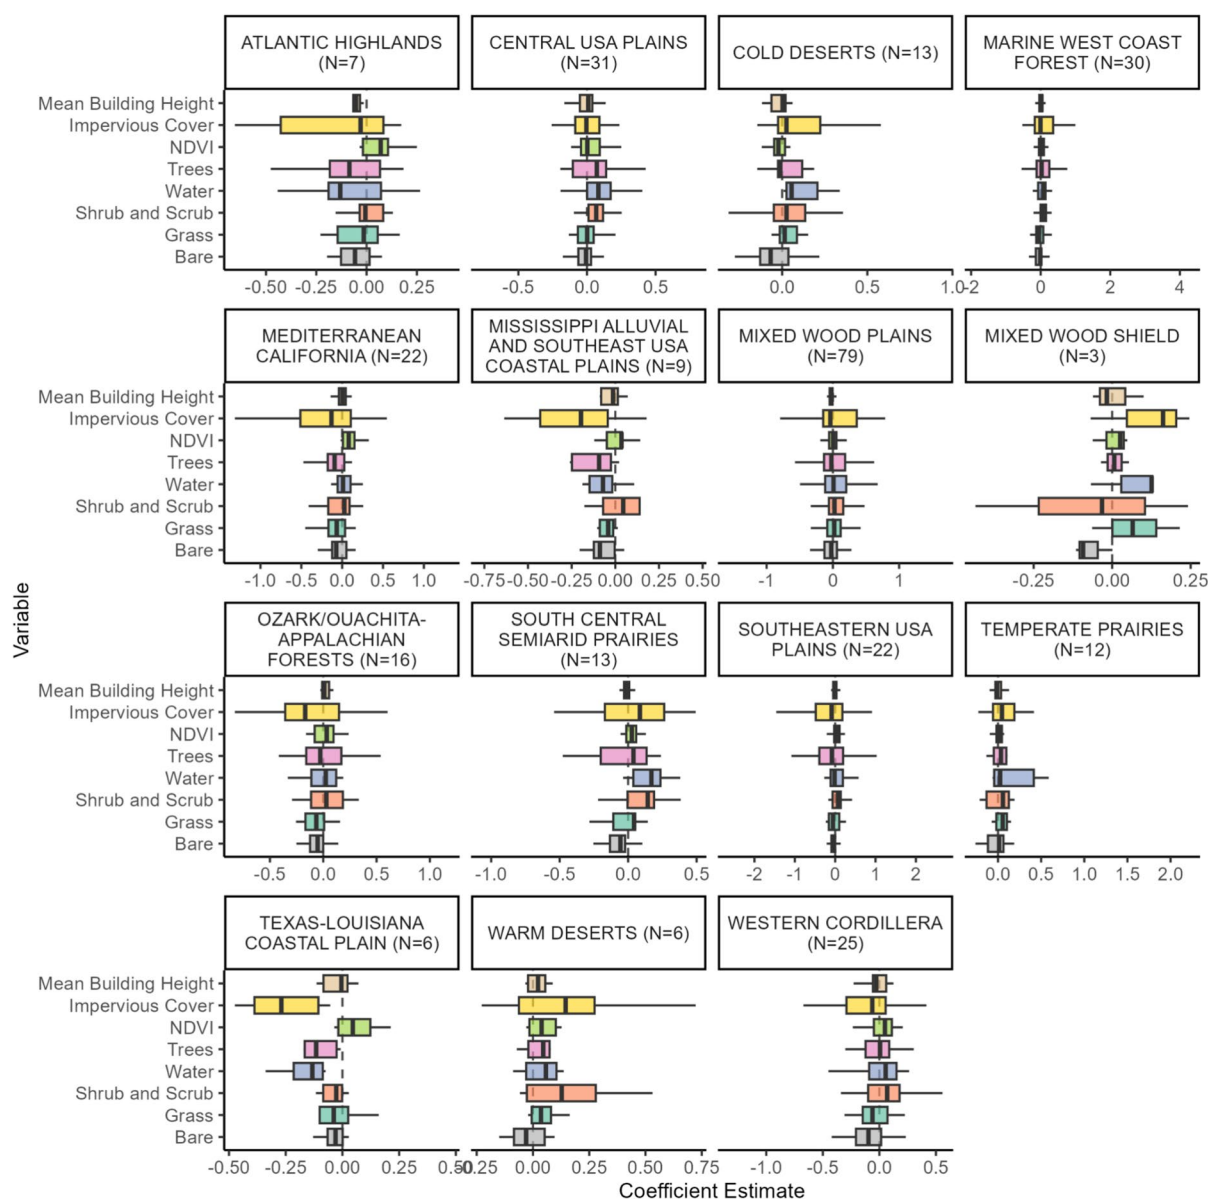 ATLANTIC HIGHLANDS
(N=7)
CENTRAL USA PLAINS
(N=31)
COLD DESERTS (N=13)
MARINE WEST COAST
FOREST (N=30)
Mean Building Height
Impervious Cover
NDVI
Trees
Water
Shrub and Scrub
Grass
Bare
-0.50 -0.25 0.00 0.25
-0.5 0.0 0.5
0.0 0.5 1.0
-2 0 2 4
MEDITERRANEAN
CALIFORNIA (N=22)
MISSISSIPPI ALLUVIAL
AND SOUTHEAST USA
COASTAL PLAINS (N=9)
MIXED WOOD PLAINS
(N=79)
MIXED WOOD SHIELD
(N=3)
Mean Building Height
Impervious Cover
NDVI
Trees
Water
Shrub and Scrub
Grass
Bare
-1.0 -0.5 0.0 0.5 1.0
-0.75 -0.50 -0.25 0.00 0.25 0.50
-1 0 1
-0.25 0.00 0.25
Variable
OZARK/OUACHITA-
APPALACHIAN
FORESTS (N=16)
SOUTH CENTRAL
SEMIARID PRAIRIES
(N=13)
SOUTHEASTERN USA
PLAINS (N=22)
TEMPERATE PRAIRIES
(N=12)
Mean Building Height
Impervious Cover
NDVI
Trees
Water
Shrub and Scrub
Grass
Bare
-0.5 0.0 0.5 1.0
-1.0 -0.5 0.0 0.5
-2 -1 0 1 2
0.0 0.5 1.0 1.5 2.0
TEXAS-LOUISIANA
COASTAL PLAIN (N=6)
WARM DESERTS (N=6)
WESTERN CORDILLERA
(N=25)
Mean Building Height
Impervious Cover
NDVI
Trees
Water
Shrub and Scrub
Grass
Bare
-0.50 -0.25 0.00 0.25 0.50
-0.25 0.00 0.25 0.50 0.75
-1.0 -0.5 0.0 0.5
Coefficient Estimate